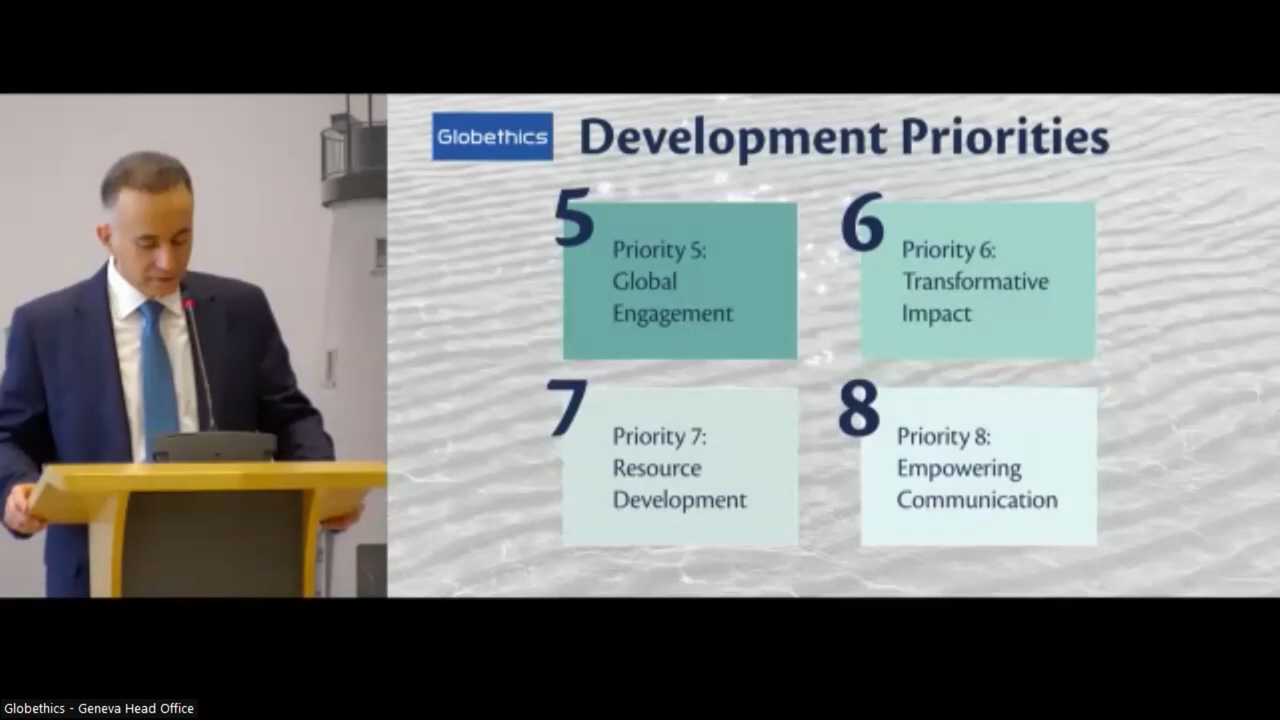 Globethics
Development Priorities
5
Priority 5:
Global
Engagement
6
Priority 6:
Transformative
Impact
7
Priority 7:
Resource
Development
8
Priority 8:
Empowering
Communication
Globethics - Geneva Head Office